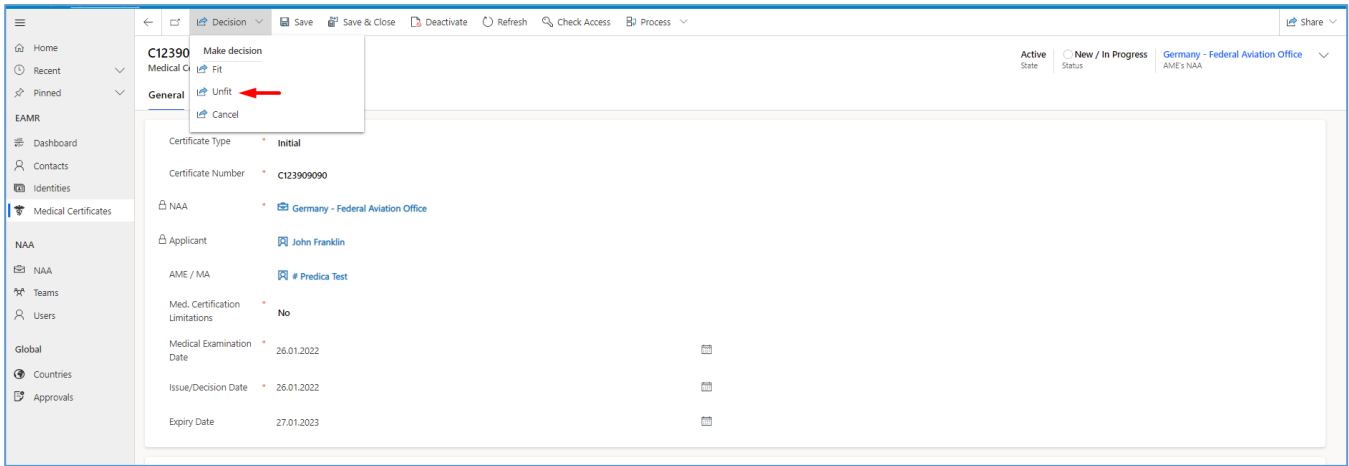 Decision
Save
Save & Close
Deactivate
Refresh
Check Access
Process
Share
Home
Recent
Pinned
EAMR
Dashboard
Contacts
Identities
Medical Certificates
NAA
NAA
Teams
Users
Global
Countries
Approvals
C12390
Medical Ce
General
Make decision
Fit
Unfit
Cancel
Active
State
New / In Progress
Status
Germany - Federal Aviation Office
AME's NAA
Certificate Type * Initial
Certificate Number * C123909090
NAA * Germany - Federal Aviation Office
Applicant John Franklin
AME / MA # Predica Test
Med. Certification * No
Limitations
Medical Examination * 26.01.2022
Date
Issue/Decision Date * 26.01.2022
Expiry Date 27.01.2023